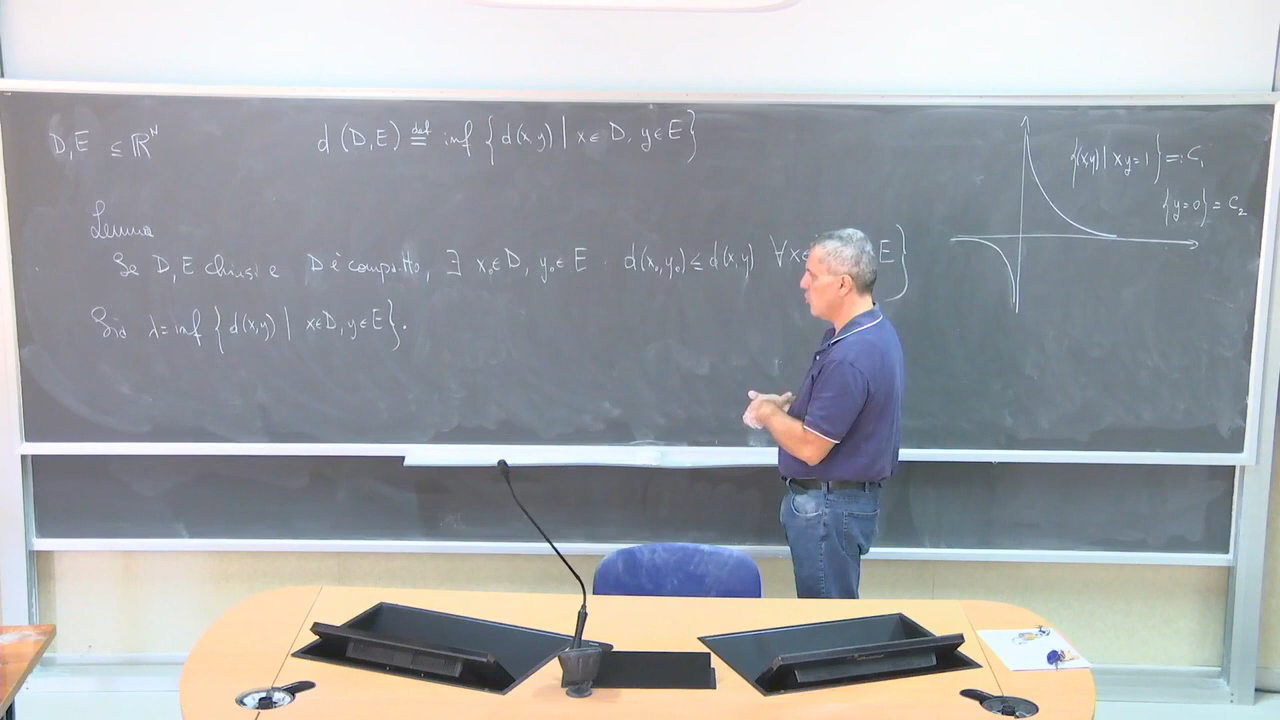 D,E ⊆ ℝᴺ
d(D,E) ≝ inf { d(x,y) | x∈D, y∈E }
Lemma
Se D,E chiusi e D è compatto, ∃ x₀∈D, y₀∈E : d(x₀,y₀) ≤ d(x,y) ∀x∈ E}
Sia λ = inf { d(x,y) | x∈D, y∈E }.
{(x,y) | xy=1} =: C₁
{y=0} = C₂